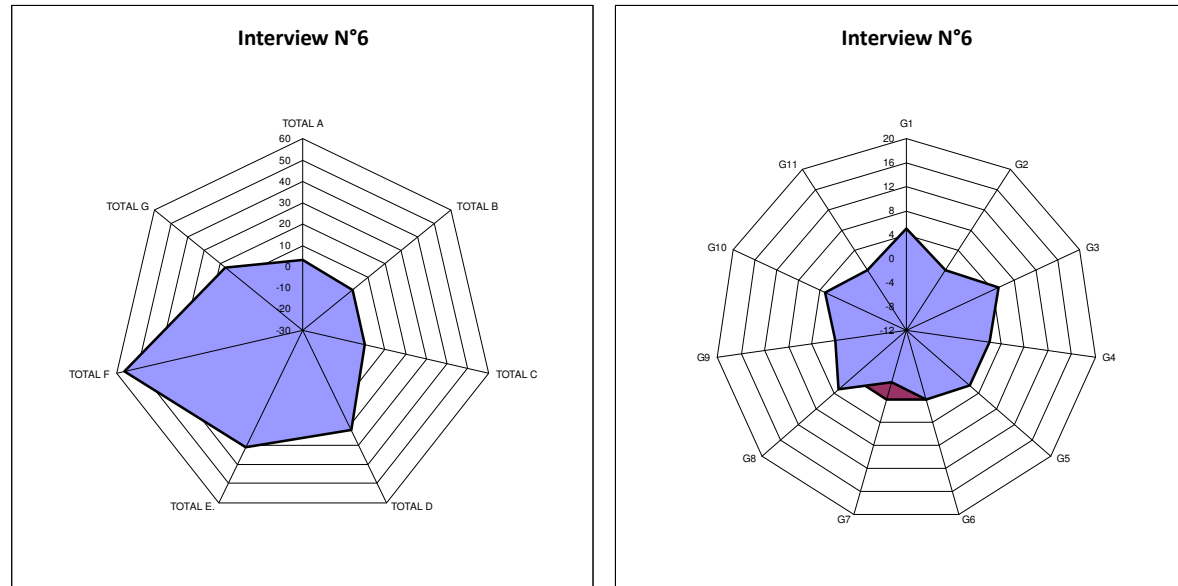 Interview N°6
TOTAL A
60
50
40
30
20
10
0
-10
-20
-30
TOTAL B
TOTAL C
TOTAL D
TOTAL E.
TOTAL F
TOTAL G
Interview N°6
G1
20
16
12
8
4
0
-4
-8
-12
G2
G3
G4
G5
G6
G7
G8
G9
G10
G11